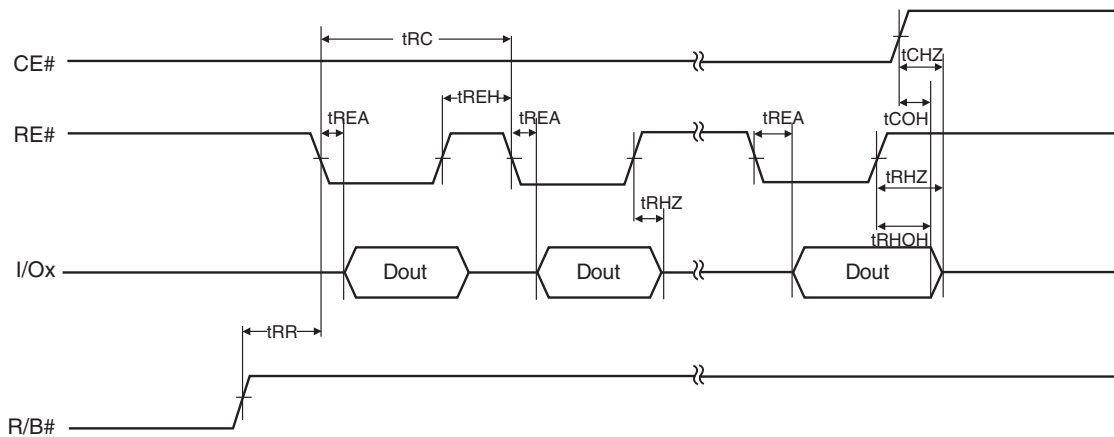 tRC
tCHZ
CE#
tREH
tREA
tREA
tREA
tCOH
RE#
tRHZ
tRHZ
tRHOH
I/Ox
Dout
Dout
Dout
tRR
R/B#